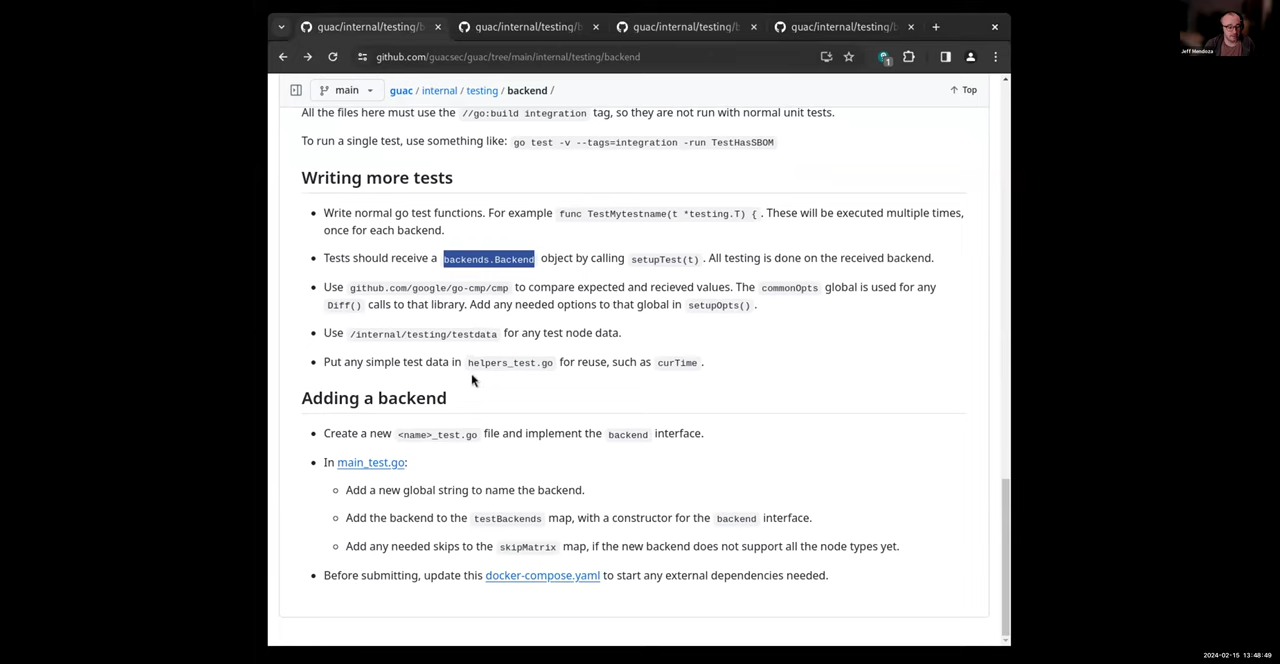 guac/internal/testing/b
guac/internal/testing/b
guac/internal/testing/b
guac/internal/testing/b
github.com/guacsec/guac/tree/main/internal/testing/backend
1
Jeff Mendoza
main
guac / internal / testing / backend /
Top
All the files here must use the //go:build integration tag, so they are not run with normal unit tests.
To run a single test, use something like: go test -v --tags=integration -run TestHasSBOM
Writing more tests
• Write normal go test functions. For example func TestMytestname(t *testing.T) { . These will be executed multiple times,
once for each backend.
• Tests should receive a backends.Backend object by calling setupTest(t) . All testing is done on the received backend.
• Use github.com/google/go-cmp/cmp to compare expected and recieved values. The commonOpts global is used for any
Diff() calls to that library. Add any needed options to that global in setupOpts() .
• Use /internal/testing/testdata for any test node data.
• Put any simple test data in helpers_test.go for reuse, such as curTime .
Adding a backend
• Create a new <name>_test.go file and implement the backend interface.
• In main_test.go:
○ Add a new global string to name the backend.
○ Add the backend to the testBackends map, with a constructor for the backend interface.
○ Add any needed skips to the skipMatrix map, if the new backend does not support all the node types yet.
• Before submitting, update this docker-compose.yaml to start any external dependencies needed.
2024-02-15 13:48:49